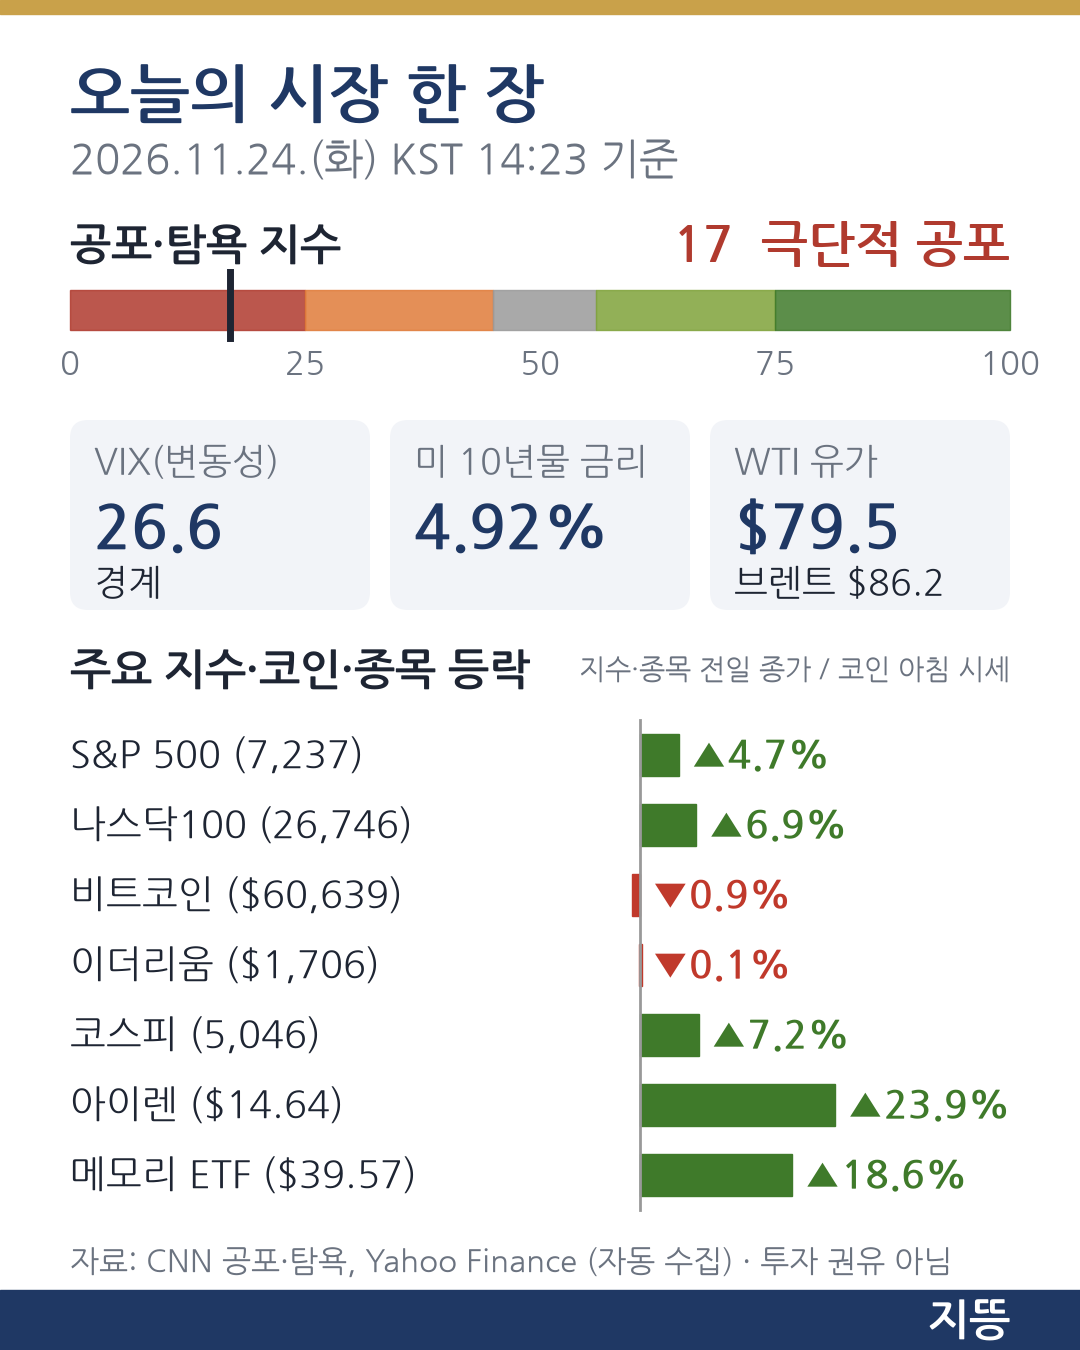 오늘의 시장 한 장
2026.11.24.(화) KST 14:23 기준
공포·탐욕 지수 17 극단적 공포
0 25 50 75 100
VIX(변동성) 미 10년물 금리 WTI 유가
26.6 4.92% $79.5
경계 브렌트 $86.2
주요 지수·코인·종목 등락 지수·종목 전일 종가 / 코인 아침 시세
S&P 500 (7,237) ▲4.7%
나스닥100 (26,746) ▲6.9%
비트코인 ($60,639) ▼0.9%
이더리움 ($1,706) ▼0.1%
코스피 (5,046) ▲7.2%
아이렌 ($14.64) ▲23.9%
메모리 ETF ($39.57) ▲18.6%
자료: CNN 공포·탐욕, Yahoo Finance (자동 수집) · 투자 권유 아님
지뜽